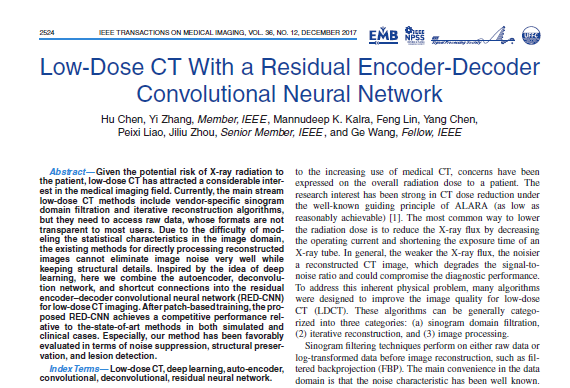 2524
IEEE TRANSACTIONS ON MEDICAL IMAGING, VOL. 36, NO. 12, DECEMBER 2017
EMB
IEEE
NPSS
Signal Processing Society
UFFC
Low-Dose CT With a Residual Encoder-Decoder
Convolutional Neural Network
Hu Chen, Yi Zhang, Member, IEEE, Mannudeep K. Kalra, Feng Lin, Yang Chen,
Peixi Liao, Jiliu Zhou, Senior Member, IEEE, and Ge Wang, Fellow, IEEE
Abstract—Given the potential risk of X-ray radiation to
the patient, low-dose CT has attracted a considerable inter-
est in the medical imaging field. Currently, the main stream
low-dose CT methods include vendor-specific sinogram
domain filtration and iterative reconstruction algorithms,
but they need to access raw data, whose formats are not
transparent to most users. Due to the difficulty of mod-
eling the statistical characteristics in the image domain,
the existing methods for directly processing reconstructed
images cannot eliminate image noise very well while
keeping structural details. Inspired by the idea of deep
learning, here we combine the autoencoder, deconvolu-
tion network, and shortcut connections into the residual
encoder–decoder convolutional neural network (RED-CNN)
for low-dose CT imaging. After patch-based training, the pro-
posed RED-CNN achieves a competitive performance rel-
ative to the-state-of-art methods in both simulated and
clinical cases. Especially, our method has been favorably
evaluated in terms of noise suppression, structural preser-
vation, and lesion detection.
Index Terms—Low-dose CT, deep learning, auto-encoder,
convolutional, deconvolutional, residual neural network.
to the increasing use of medical CT, concerns have been
expressed on the overall radiation dose to a patient. The
research interest has been strong in CT dose reduction under
the well-known guiding principle of ALARA (as low as
reasonably achievable) [1]. The most common way to lower
the radiation dose is to reduce the X-ray flux by decreasing
the operating current and shortening the exposure time of an
X-ray tube. In general, the weaker the X-ray flux, the noisier
a reconstructed CT image, which degrades the signal-to-
noise ratio and could compromise the diagnostic performance.
To address this inherent physical problem, many algorithms
were designed to improve the image quality for low-dose
CT (LDCT). These algorithms can be generally catego-
rized into three categories: (a) sinogram domain filtration,
(2) iterative reconstruction, and (3) image processing.
Sinogram filtering techniques perform on either raw data or
log-transformed data before image reconstruction, such as fil-
tered backprojection (FBP). The main convenience in the data
domain is that the noise characteristic has been well known.